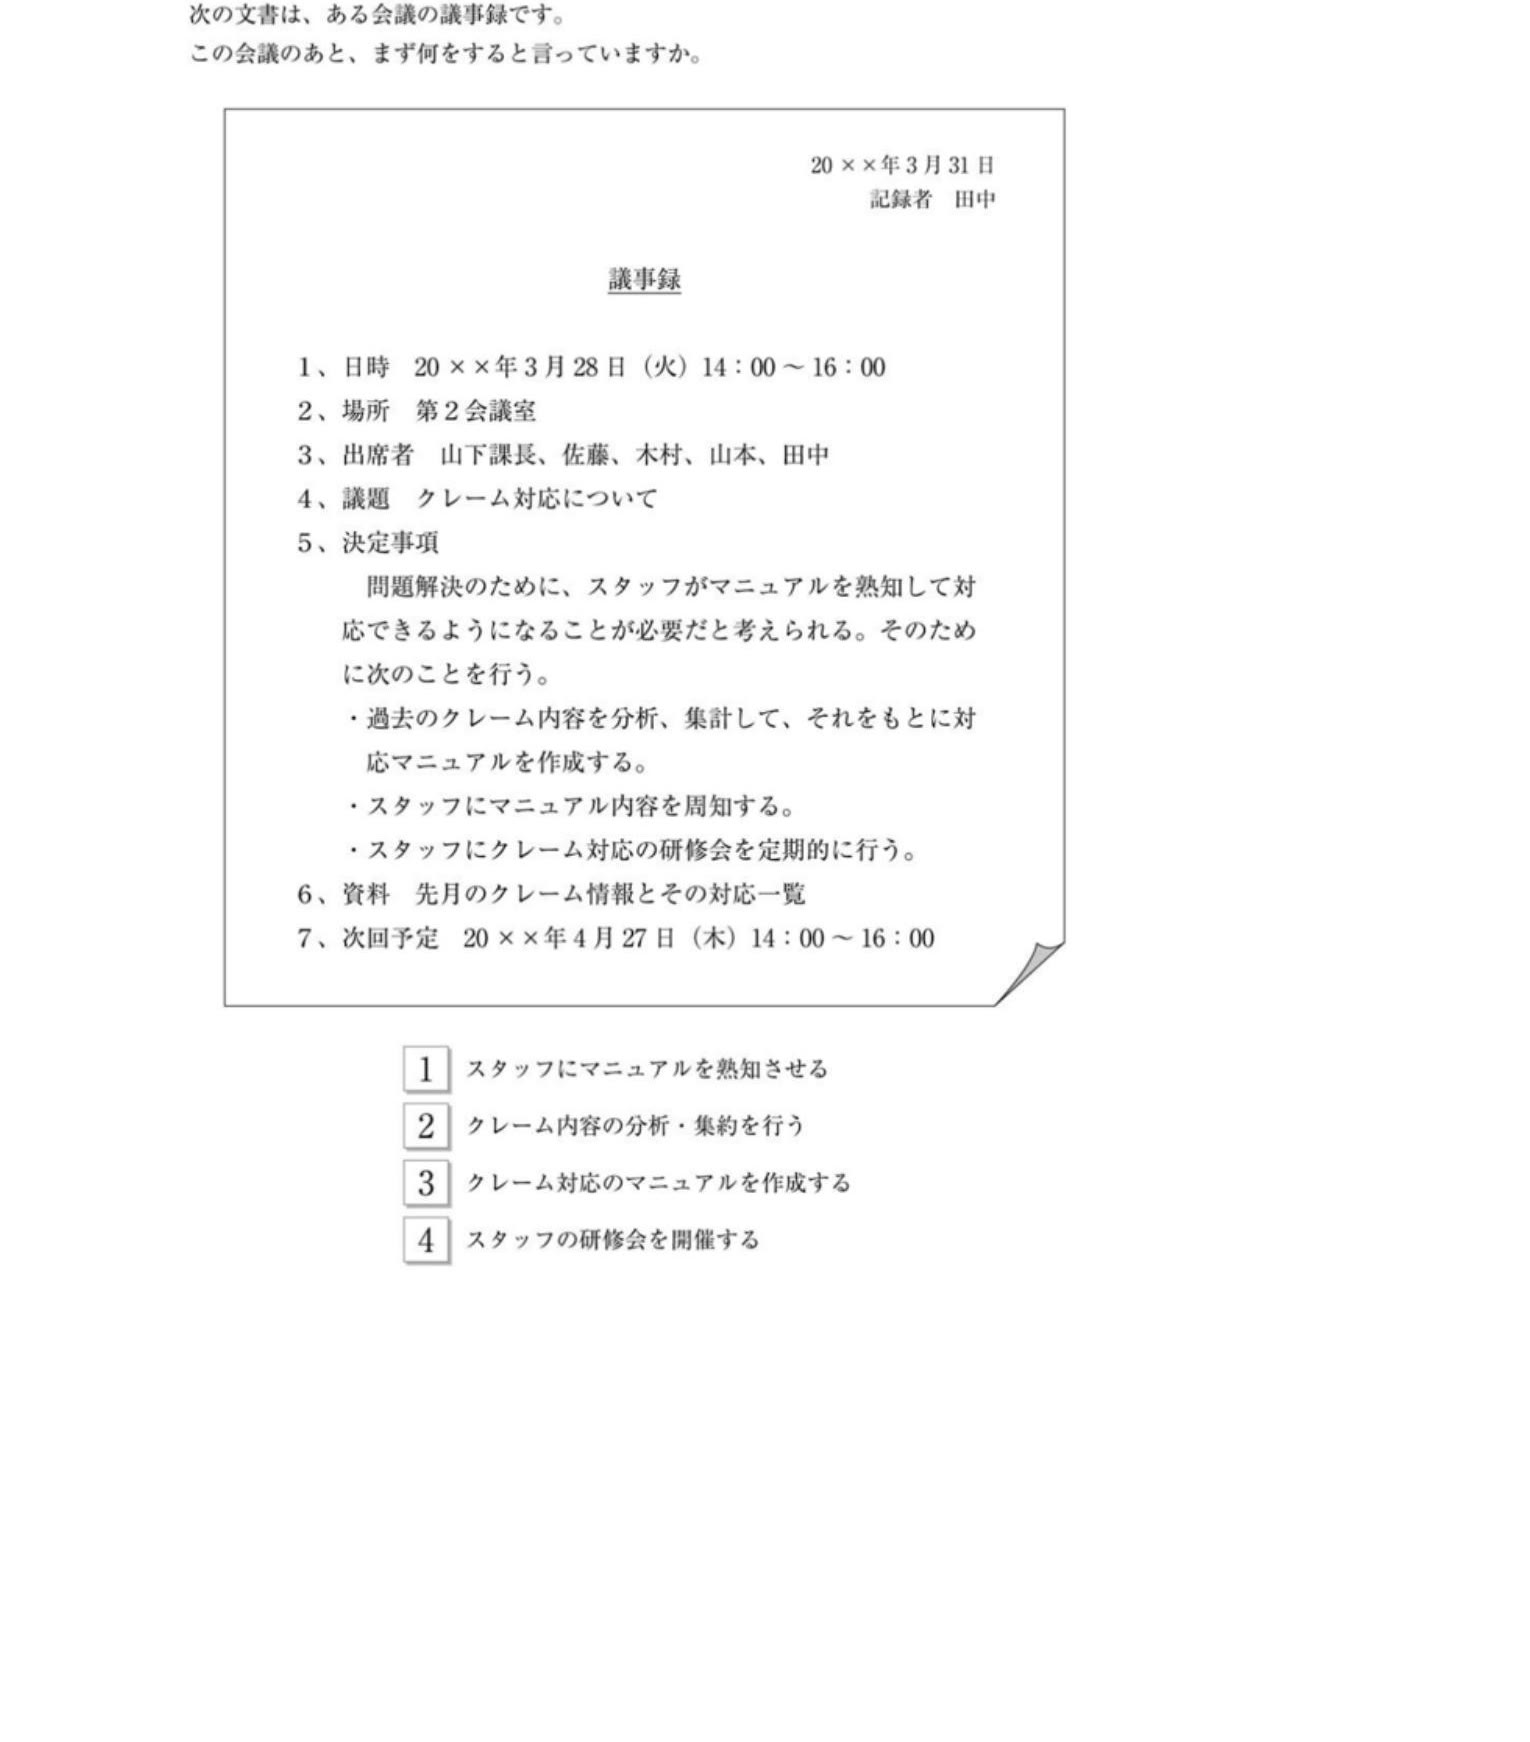 次の文書は、ある会議の議事録です。
この会議のあと、まず何をすると言っていますか。
20 ××年 3 月 31 日
記録者　田中
議事録
1、日時　20 ××年 3 月 28 日（火）14：00 ～ 16：00
2、場所　第 2 会議室
3、出席者　山下課長、佐藤、木村、山本、田中
4、議題　クレーム対応について
5、決定事項
問題解決のために、スタッフがマニュアルを熟知して対
応できるようになることが必要だと考えられる。そのため
に次のことを行う。
・過去のクレーム内容を分析、集計して、それをもとに対
応マニュアルを作成する。
・スタッフにマニュアル内容を周知する。
・スタッフにクレーム対応の研修会を定期的に行う。
6、資料　先月のクレーム情報とその対応一覧
7、次回予定　20 ××年 4 月 27 日（木）14：00 ～ 16：00
1 スタッフにマニュアルを熟知させる
2 クレーム内容の分析・集約を行う
3 クレーム対応のマニュアルを作成する
4 スタッフの研修会を開催する